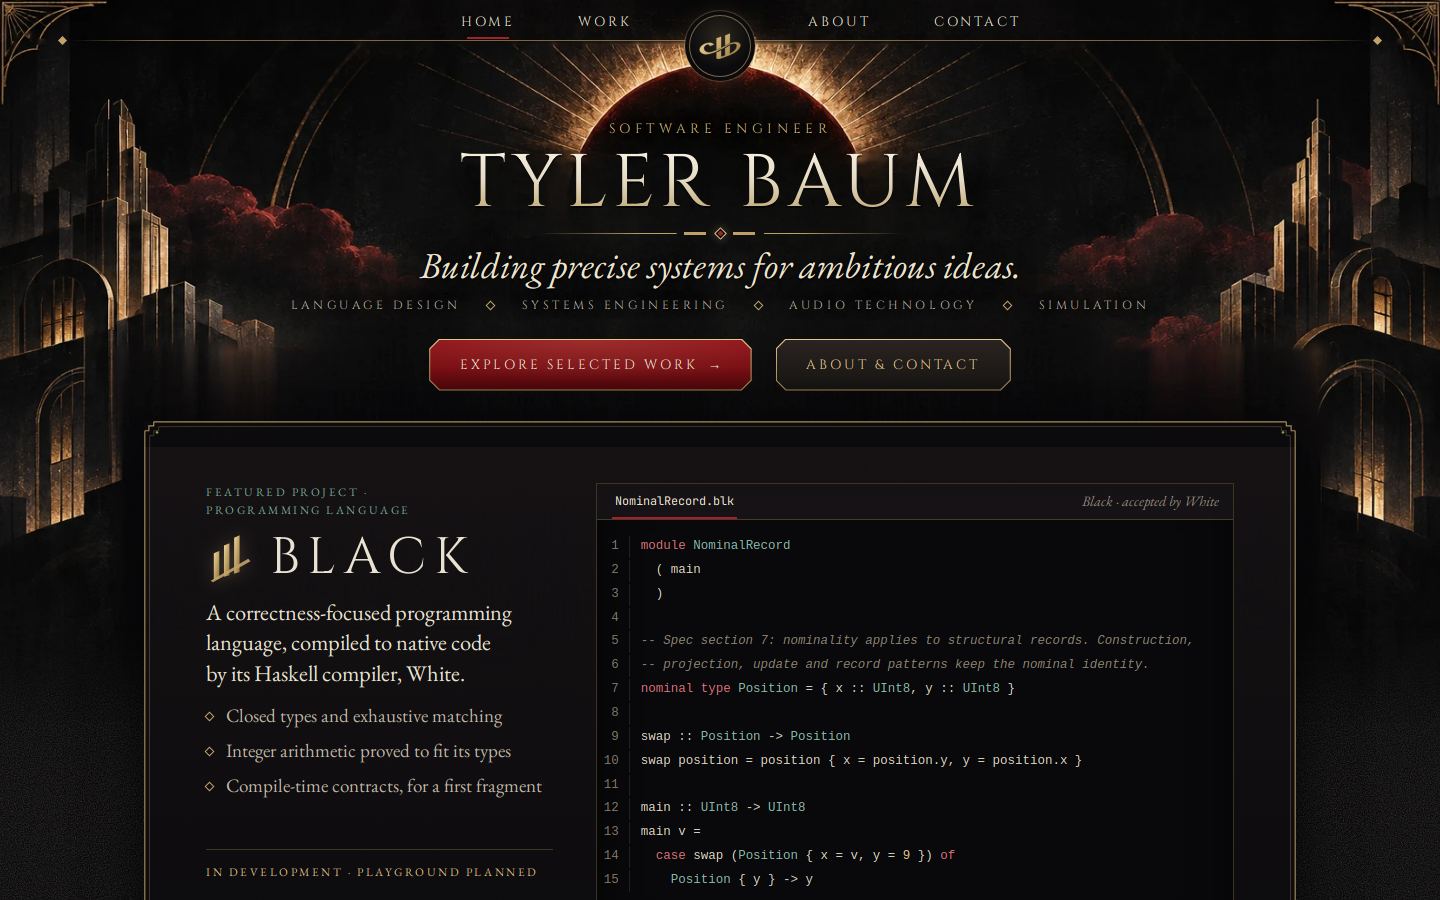 HOME WORK ABOUT CONTACT
SOFTWARE ENGINEER
TYLER BAUM
Building precise systems for ambitious ideas.
LANGUAGE DESIGN ◇ SYSTEMS ENGINEERING ◇ AUDIO TECHNOLOGY ◇ SIMULATION
EXPLORE SELECTED WORK → ABOUT & CONTACT
FEATURED PROJECT ·
PROGRAMMING LANGUAGE
BLACK
A correctness-focused programming
language, compiled to native code
by its Haskell compiler, White.
◇ Closed types and exhaustive matching
◇ Integer arithmetic proved to fit its types
◇ Compile-time contracts, for a first fragment
IN DEVELOPMENT · PLAYGROUND PLANNED
NominalRecord.blk Black · accepted by White
1 module NominalRecord
2   ( main
3   )
4
5 -- Spec section 7: nominality applies to structural records. Construction,
6 -- projection, update and record patterns keep the nominal identity.
7 nominal type Position = { x :: UInt8, y :: UInt8 }
8
9 swap :: Position -> Position
10 swap position = position { x = position.y, y = position.x }
11
12 main :: UInt8 -> UInt8
13 main v =
14   case swap (Position { x = v, y = 9 }) of
15     Position { y } -> y